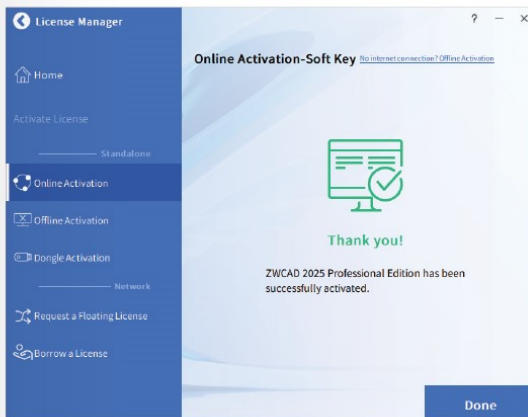 License Manager
? — ×
Home
Activate License
Standalone
Online Activation
Offline Activation
Dongle Activation
Network
Request a Floating License
Borrow a License
Online Activation-Soft Key No internet connection? Offline Activation
Thank you!
ZWCAD 2025 Professional Edition has been
successfully activated.
Done